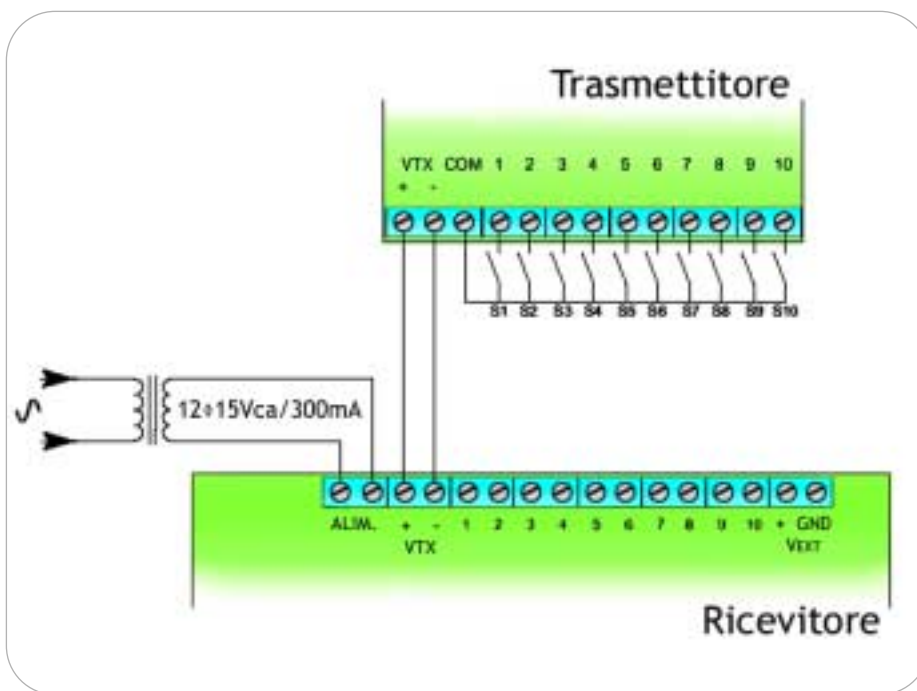 Trasmettitore
VTX COM 1 2 3 4 5 6 7 8 9 10
+ -
S1 S2 S3 S4 S5 S6 S7 S8 S9 S10
12÷15Vca/300mA
ALIM. + - 1 2 3 4 5 6 7 8 9 10 + GND
VTX VEXT
Ricevitore